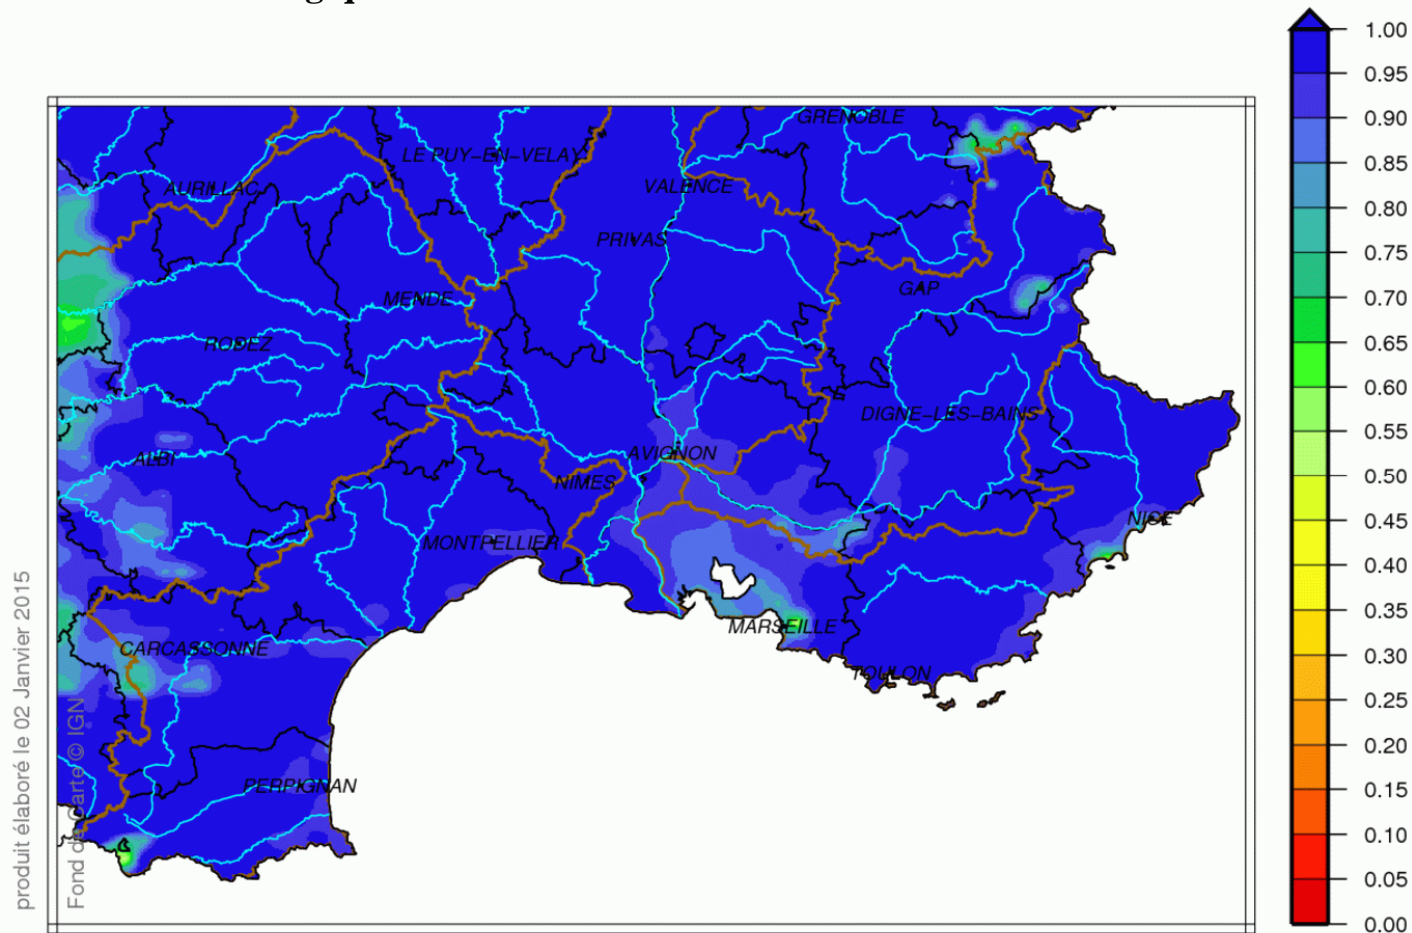 GRENOBLE
LE PUY-EN-VELAY
AURILLAC
VALENCE
PRIVAS
GAP
MENDE
RODEZ
DIGNE-LES-BAINS
ALBI
AVIGNON
NIMES
NICE
MONTPELLIER
MARSEILLE
CARCASSONNE
TOULON
PERPIGNAN
1.00
0.95
0.90
0.85
0.80
0.75
0.70
0.65
0.60
0.55
0.50
0.45
0.40
0.35
0.30
0.25
0.20
0.15
0.10
0.05
0.00
produit élaboré le 02 Janvier 2015
Fond de Carte © IGN